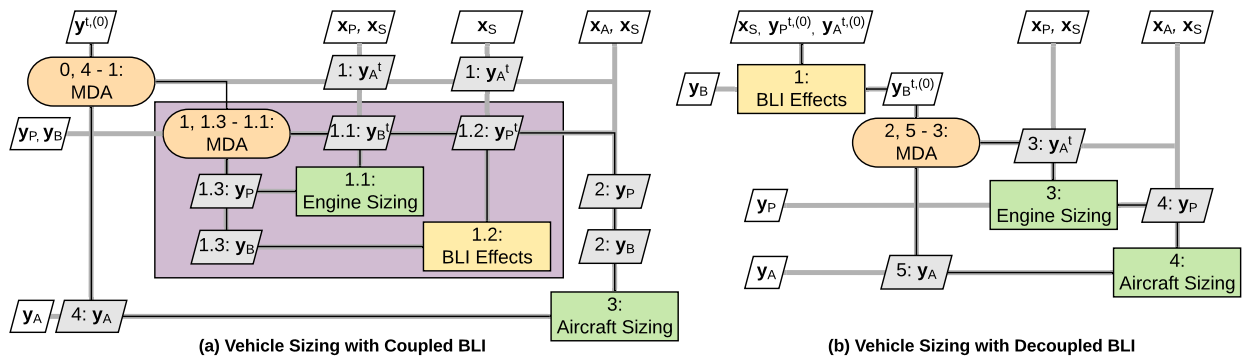 y^t,(0)
x_P, x_S
x_S
x_A, x_S
0, 4 - 1:
MDA
1: y_A^t
1: y_A^t
y_P, y_B
1, 1.3 - 1.1:
MDA
1.1: y_B^t
1.2: y_P^t
1.3: y_P
1.1:
Engine Sizing
2: y_P
1.3: y_B
1.2:
BLI Effects
2: y_B
y_A
4: y_A
3:
Aircraft Sizing
(a) Vehicle Sizing with Coupled BLI
x_S, y_P^t,(0), y_A^t,(0)
x_P, x_S
x_A, x_S
y_B
1:
BLI Effects
y_B^t,(0)
2, 5 - 3:
MDA
3: y_A^t
y_P
3:
Engine Sizing
4: y_P
y_A
5: y_A
4:
Aircraft Sizing
(b) Vehicle Sizing with Decoupled BLI